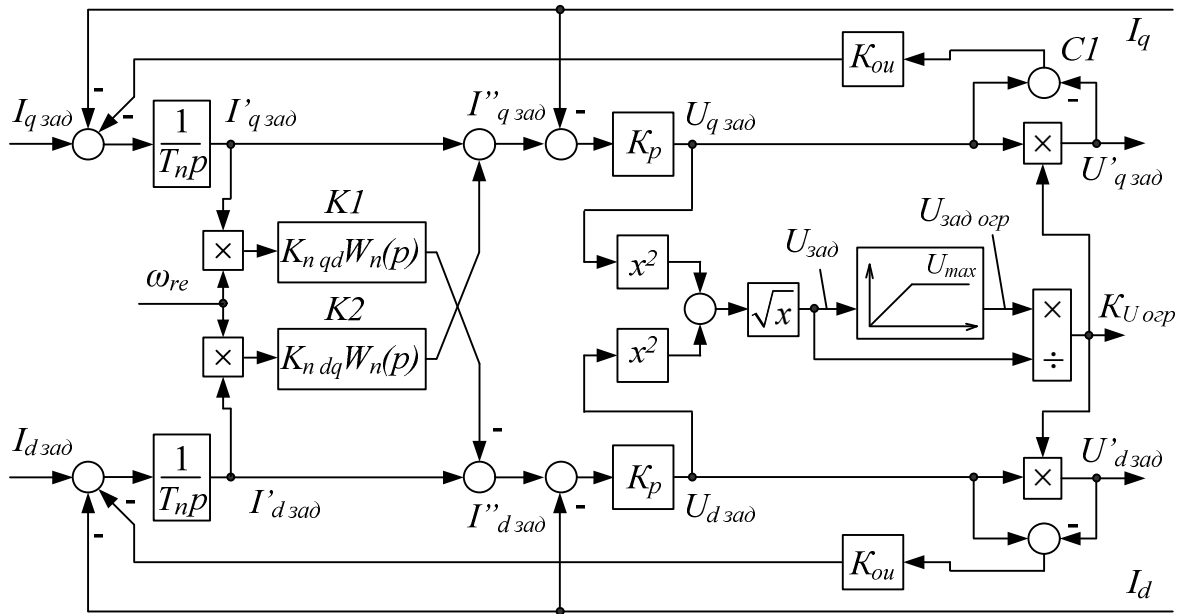 I_q
K_ои
C1
I_q зад
1
T_n p
I'_q зад
I''_q зад
K_p
U_q зад
×
U'_q зад
K1
K_n qd W_n(p)
×
ω_re
K2
K_n dq W_n(p)
×
x²
x²
√x
U_зад
U_max
U_зад огр
×
÷
K_U огр
I_d зад
1
T_n p
I'_d зад
I''_d зад
K_p
U_d зад
×
U'_d зад
K_ои
I_d